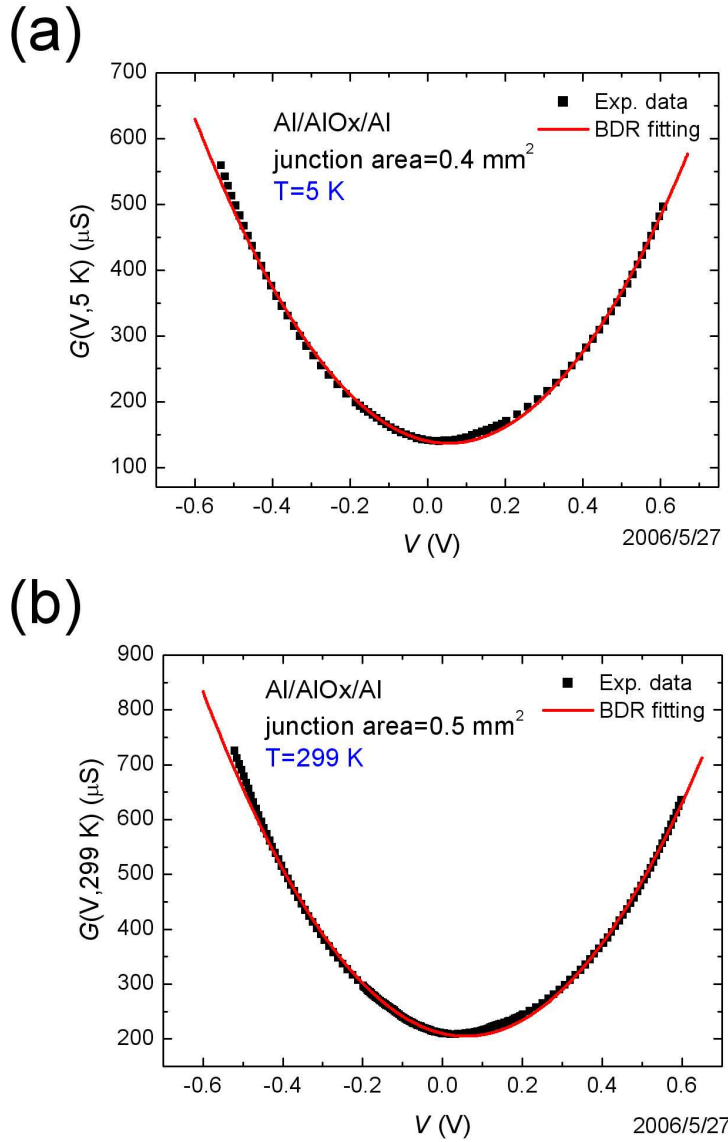 (a)
700
600
500
400
300
200
100
G(V,5 K) (μS)
Al/AlOx/Al
junction area=0.4 mm²
T=5 K
Exp. data
BDR fitting
-0.6 -0.4 -0.2 0.0 0.2 0.4 0.6
V (V)
2006/5/27
(b)
900
800
700
600
500
400
300
200
G(V,299 K) (μS)
Al/AlOx/Al
junction area=0.5 mm²
T=299 K
Exp. data
BDR fitting
-0.6 -0.4 -0.2 0.0 0.2 0.4 0.6
V (V)
2006/5/27